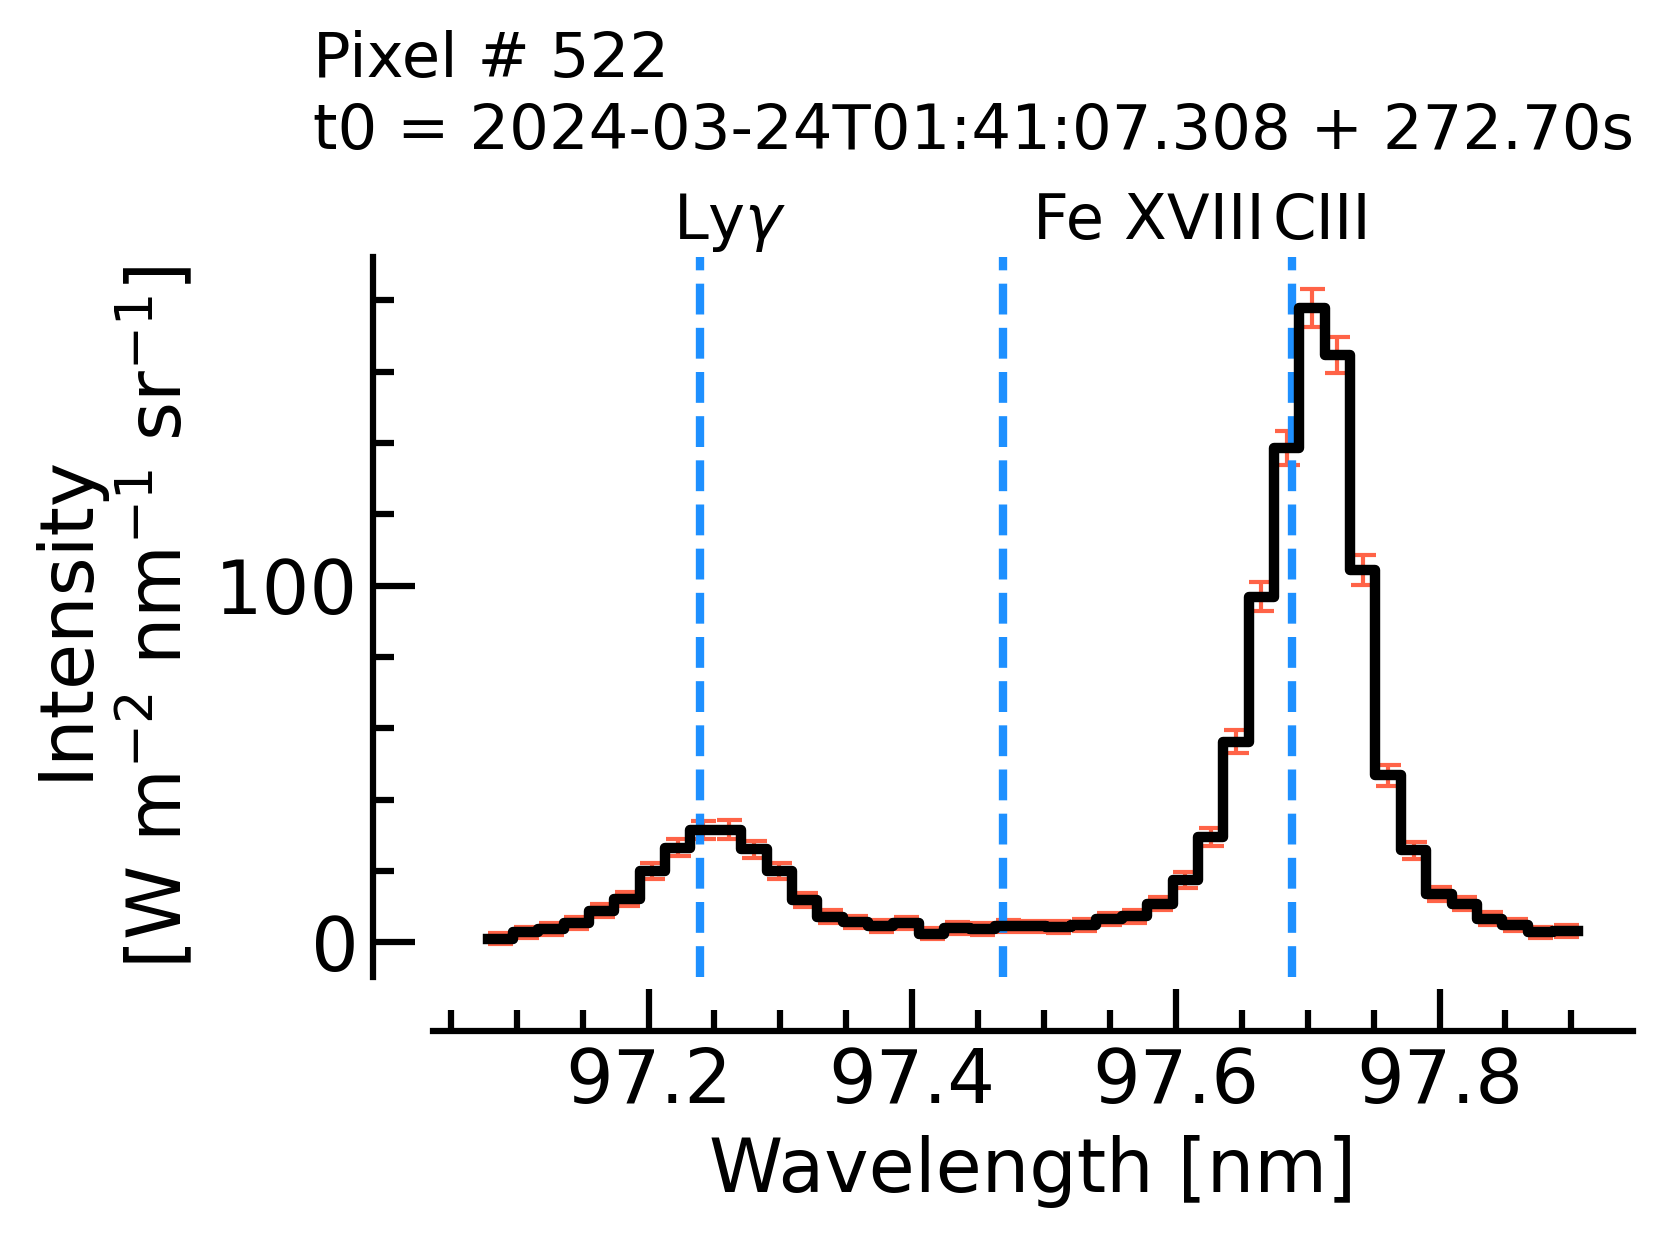 Pixel # 522
t0 = 2024-03-24T01:41:07.308 + 272.70s
Lyγ Fe XVIII CIII
Intensity
[W m⁻² nm⁻¹ sr⁻¹]
100
0
97.2 97.4 97.6 97.8
Wavelength [nm]